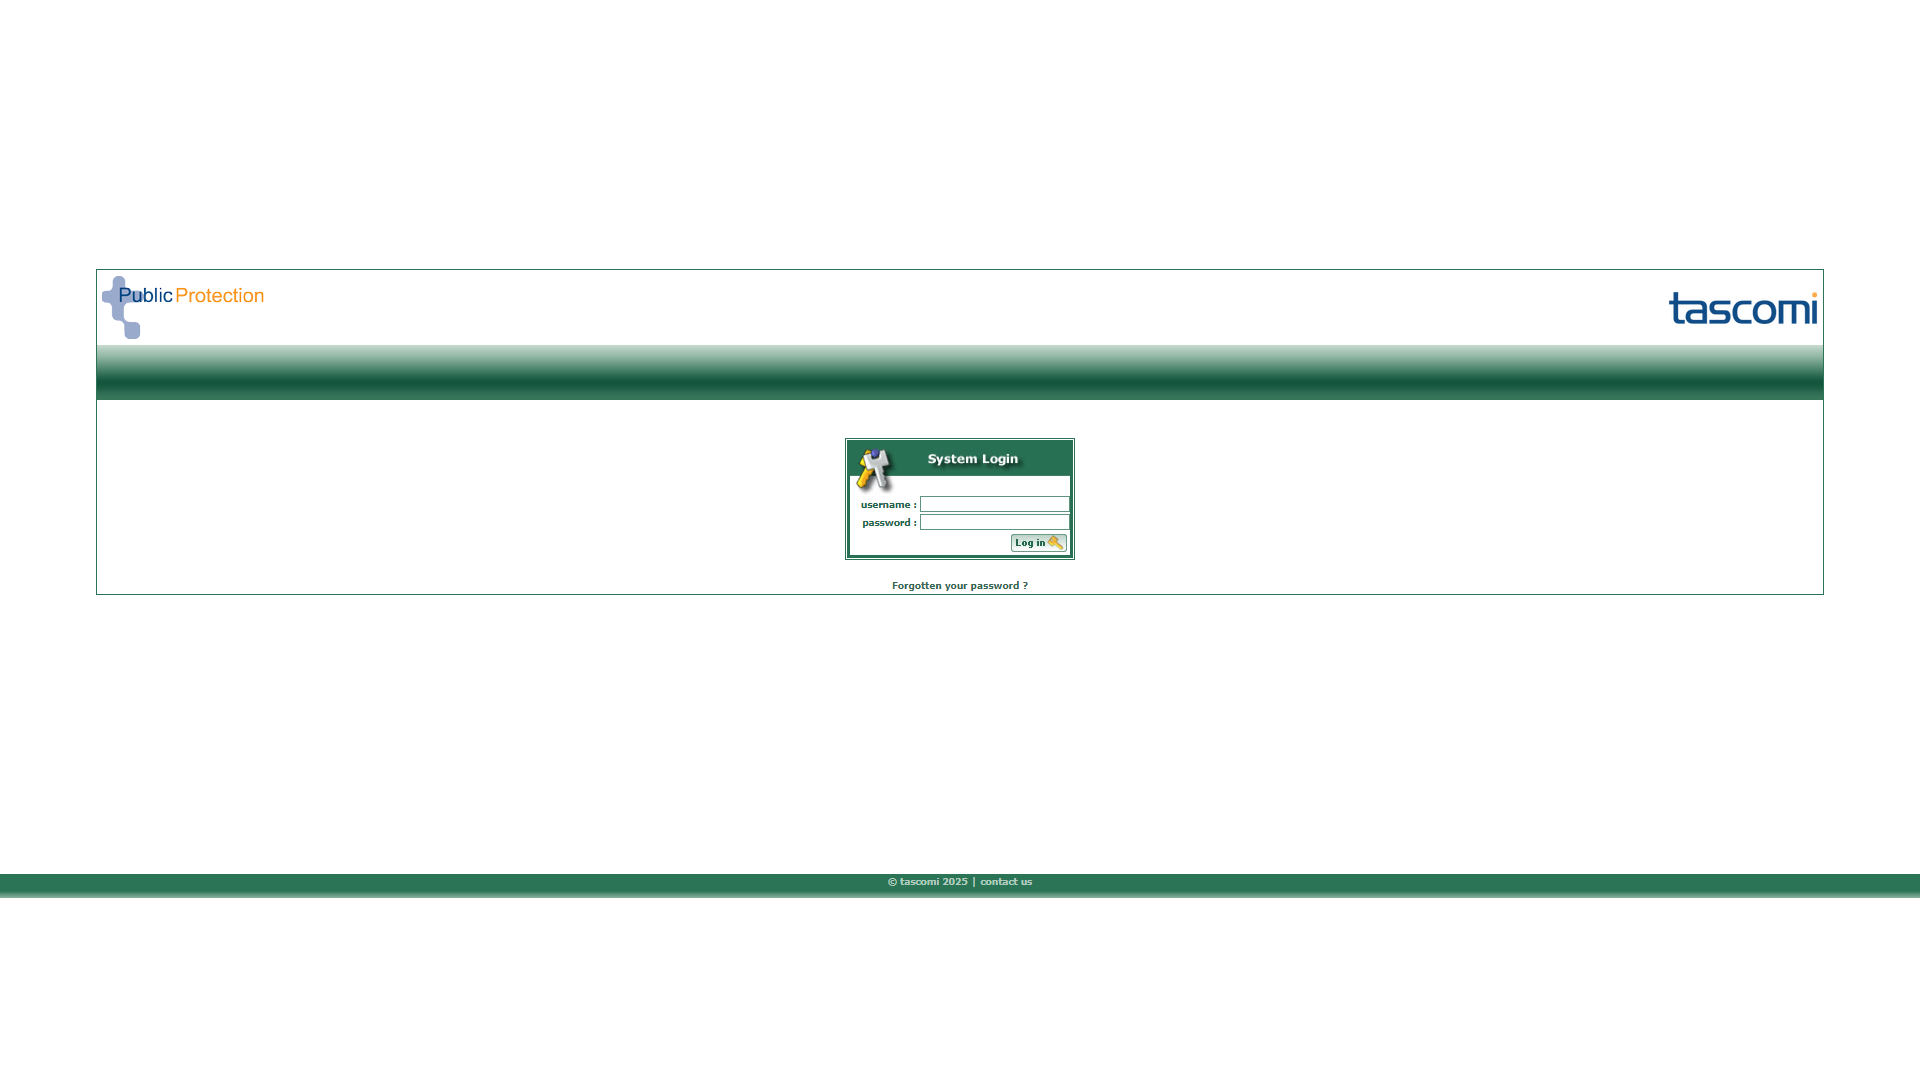 Public Protection
tascomi
System Login
username :
password :
Log in
Forgotten your password ?
© tascomi 2025 | contact us